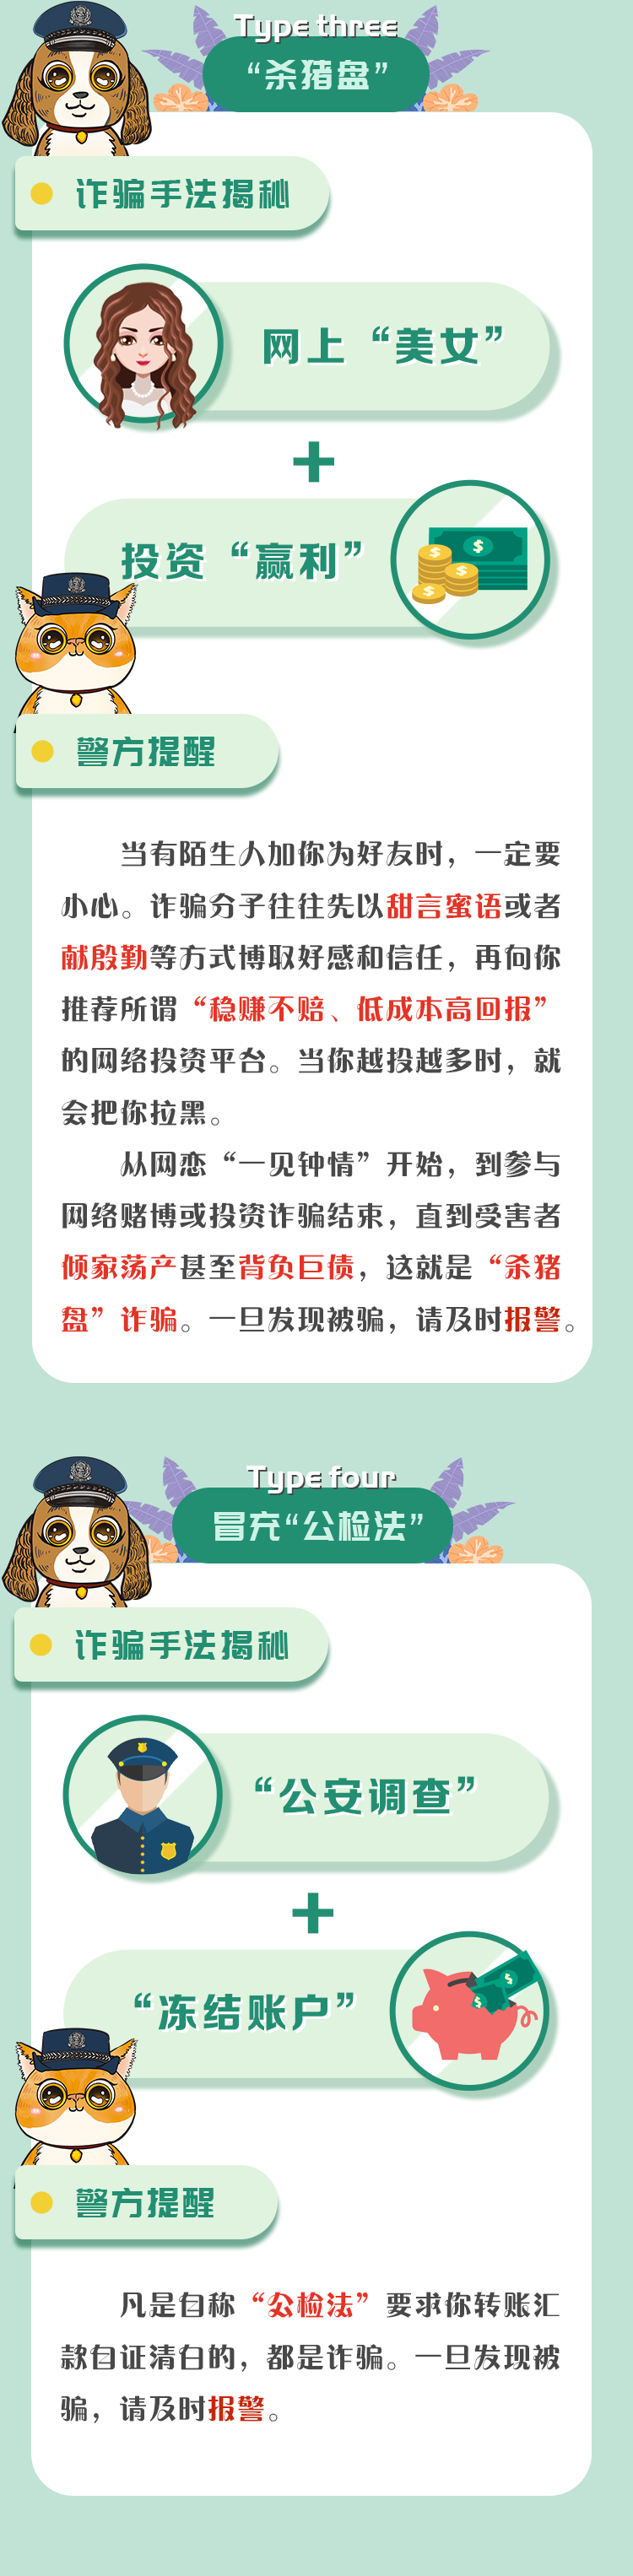 Type three
“杀猪盘”
诈骗手法揭秘
网上“美女”
+
投资“赢利”
警方提醒
当有陌生人加你为好友时，一定要
小心。诈骗分子往往先以甜言蜜语或者
献殷勤等方式博取好感和信任，再向你
推荐所谓“稳赚不赔、低成本高回报”
的网络投资平台。当你越投越多时，就
会把你拉黑。
从网恋“一见钟情”开始，到参与
网络赌博或投资诈骗结束，直到受害者
倾家荡产甚至背负巨债，这就是“杀猪
盘”诈骗。一旦发现被骗，请及时报警。
Type four
冒充“公检法”
诈骗手法揭秘
“公安调查”
+
“冻结账户”
警方提醒
凡是自称“公检法”要求你转账汇
款自证清白的，都是诈骗。一旦发现被
骗，请及时报警。